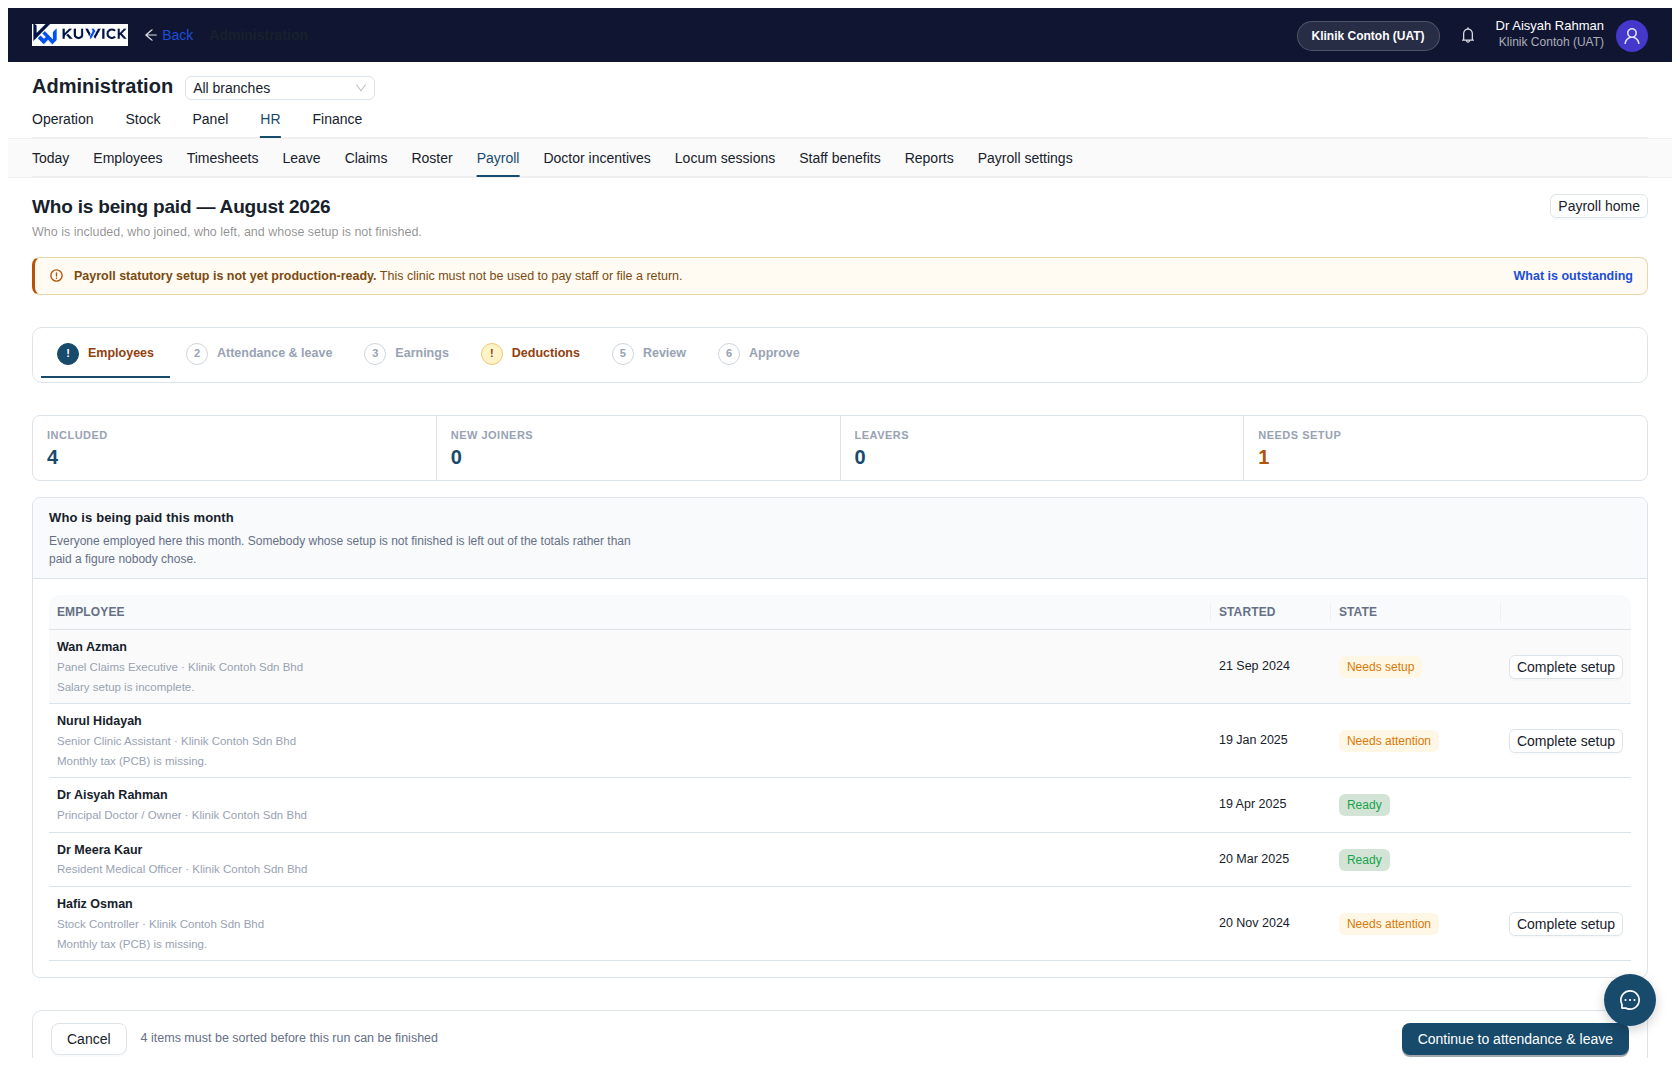 KUWICK
Back
Administration
Klinik Contoh (UAT)
Dr Aisyah Rahman
Klinik Contoh (UAT)
Administration
All branches
Operation
Stock
Panel
HR
Finance
Today
Employees
Timesheets
Leave
Claims
Roster
Payroll
Doctor incentives
Locum sessions
Staff benefits
Reports
Payroll settings
Who is being paid — August 2026
Payroll home
Who is included, who joined, who left, and whose setup is not finished.
Payroll statutory setup is not yet production-ready. This clinic must not be used to pay staff or file a return.
What is outstanding
! Employees
2 Attendance & leave
3 Earnings
! Deductions
5 Review
6 Approve
INCLUDED
4
NEW JOINERS
0
LEAVERS
0
NEEDS SETUP
1
Who is being paid this month
Everyone employed here this month. Somebody whose setup is not finished is left out of the totals rather than
paid a figure nobody chose.
EMPLOYEE
STARTED
STATE
Wan Azman
Panel Claims Executive · Klinik Contoh Sdn Bhd
Salary setup is incomplete.
21 Sep 2024
Needs setup
Complete setup
Nurul Hidayah
Senior Clinic Assistant · Klinik Contoh Sdn Bhd
Monthly tax (PCB) is missing.
19 Jan 2025
Needs attention
Complete setup
Dr Aisyah Rahman
Principal Doctor / Owner · Klinik Contoh Sdn Bhd
19 Apr 2025
Ready
Dr Meera Kaur
Resident Medical Officer · Klinik Contoh Sdn Bhd
20 Mar 2025
Ready
Hafiz Osman
Stock Controller · Klinik Contoh Sdn Bhd
Monthly tax (PCB) is missing.
20 Nov 2024
Needs attention
Complete setup
Cancel
4 items must be sorted before this run can be finished
Continue to attendance & leave